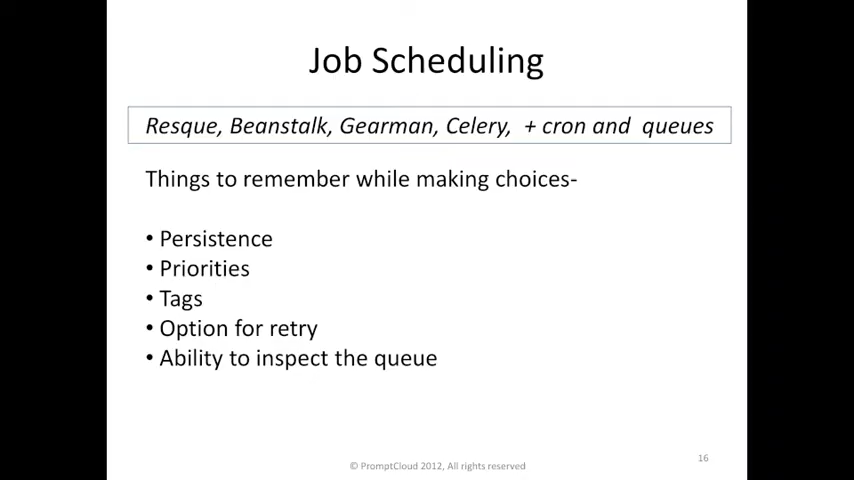 Job Scheduling
Resque, Beanstalk, Gearman, Celery, + cron and queues
Things to remember while making choices-
• Persistence
• Priorities
• Tags
• Option for retry
• Ability to inspect the queue
16
© PromptCloud 2012, All rights reserved